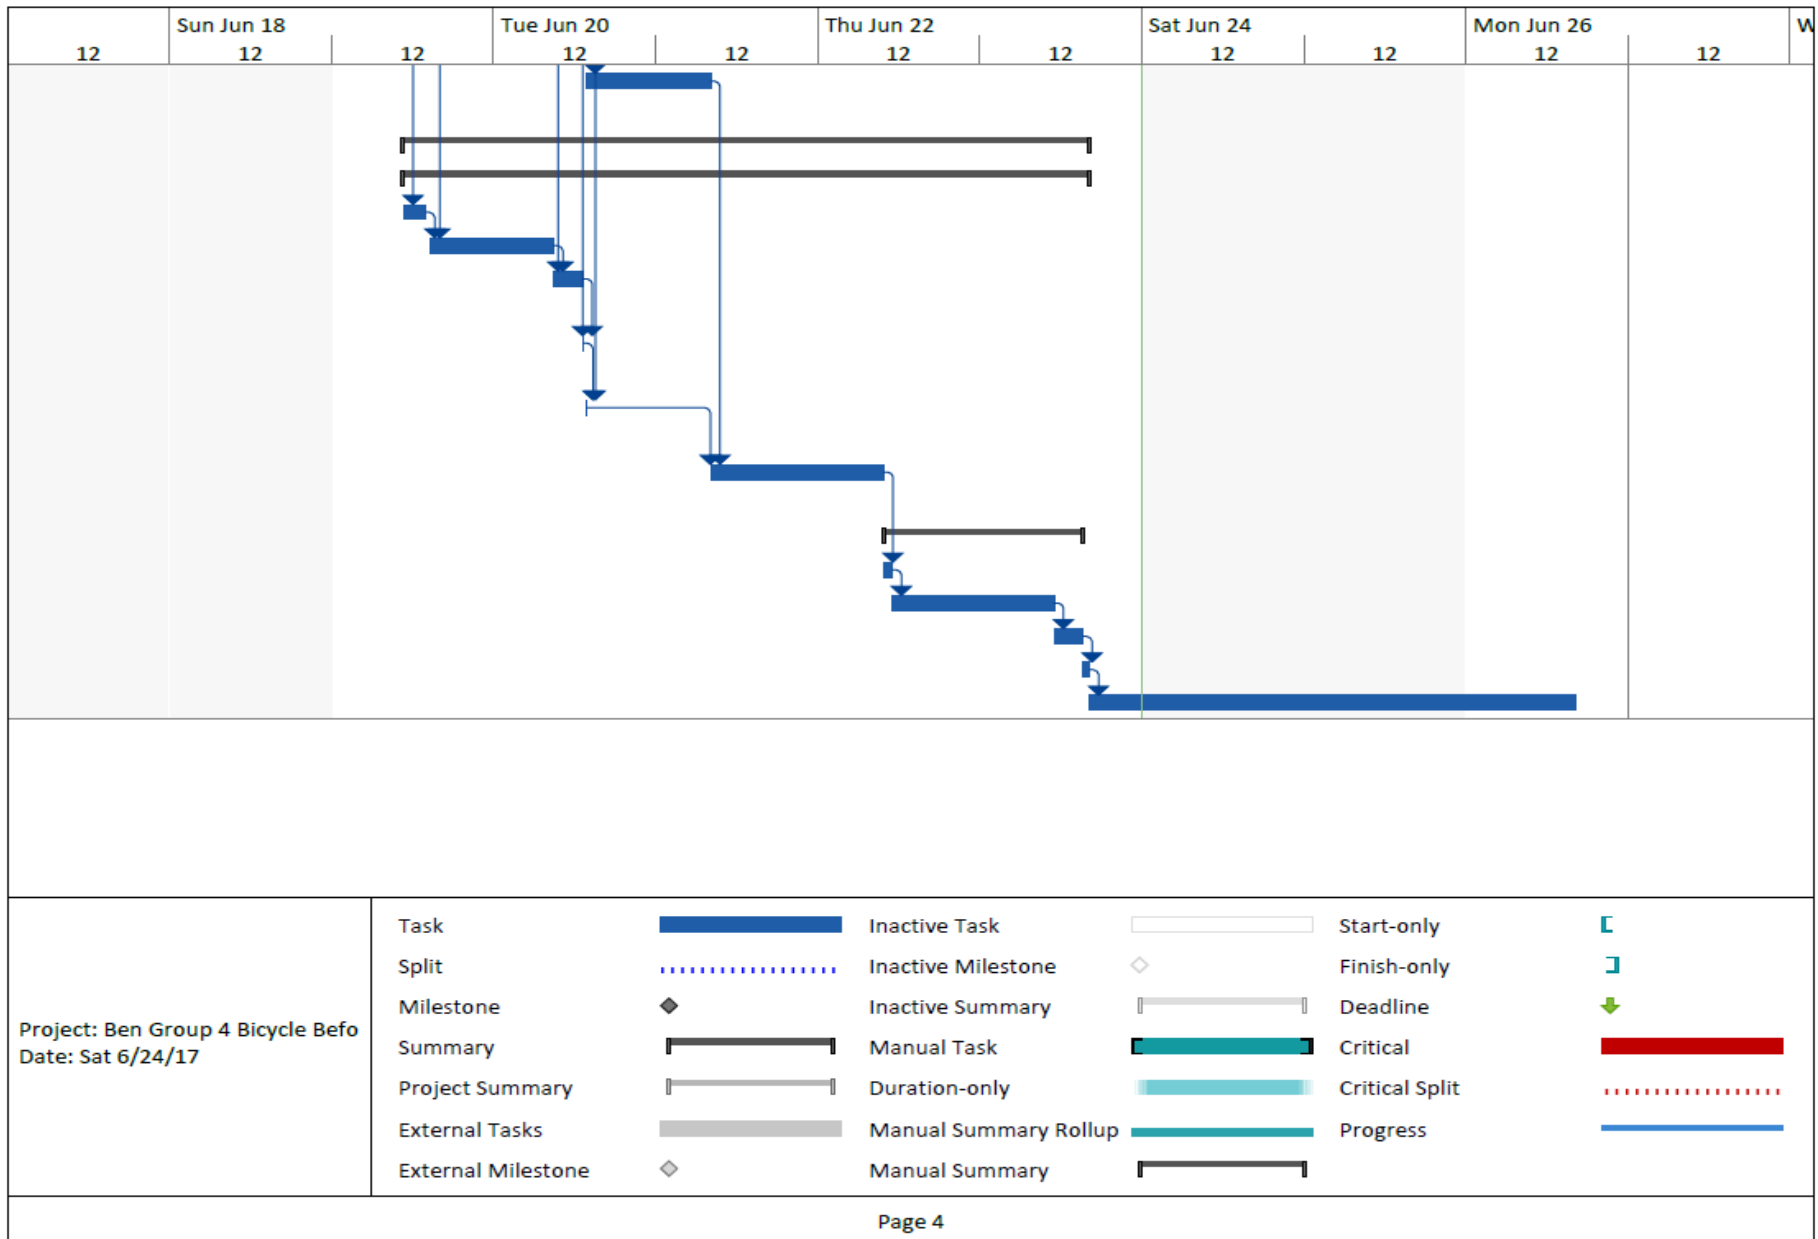 Sun Jun 18 Tue Jun 20 Thu Jun 22 Sat Jun 24 Mon Jun 26 W
12 12 12 12 12 12 12 12 12 12 12
Project: Ben Group 4 Bicycle Befo
Date: Sat 6/24/17
Task Inactive Task Start-only
Split Inactive Milestone Finish-only
Milestone Inactive Summary Deadline
Summary Manual Task Critical
Project Summary Duration-only Critical Split
External Tasks Manual Summary Rollup Progress
External Milestone Manual Summary
Page 4